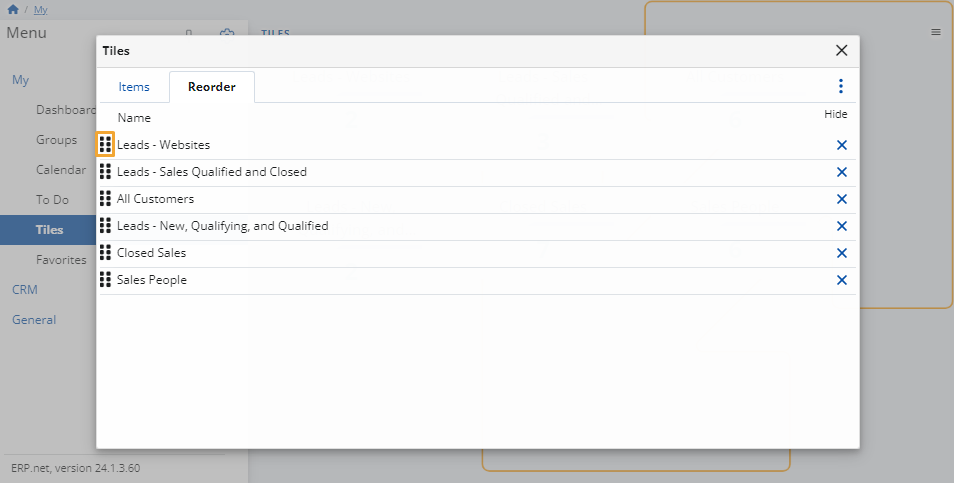 ERP / My
Menu
TILES
Tiles
Items
Reorder
Name
Hide
Leads - Websites
Leads - Sales Qualified and Closed
All Customers
Leads - New, Qualifying, and Qualified
Closed Sales
Sales People
My
Dashboard
Groups
Calendar
To Do
Tiles
Favorites
CRM
General
ERP.net, version 24.1.3.60